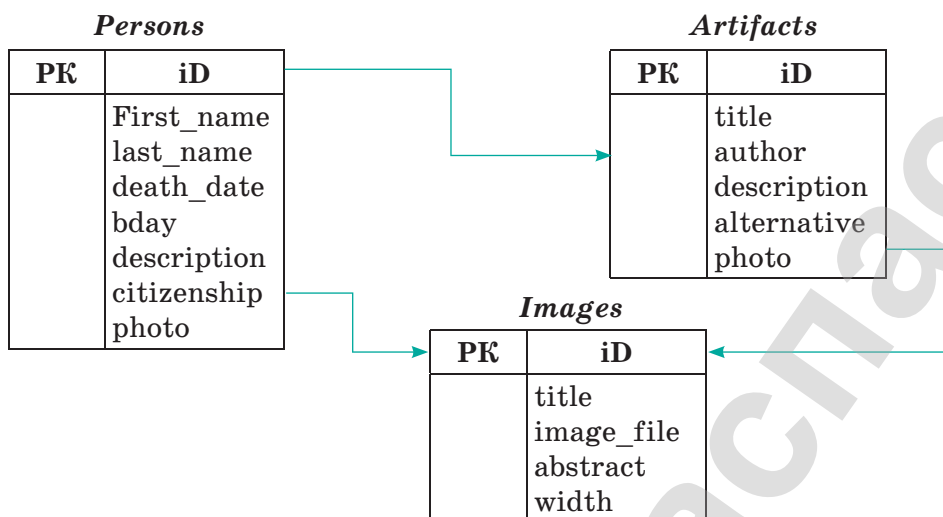 Persons
PK iD
First_name
last_name
death_date
bday
description
citizenship
photo
Artifacts
PK iD
title
author
description
alternative
photo
Images
PK iD
title
image_file
abstract
width